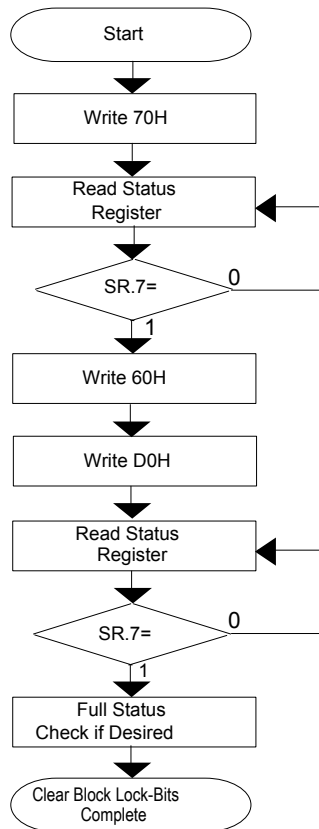 Start
Write 70H
Read Status
Register
SR.7=
0
1
Write 60H
Write D0H
Read Status
Register
SR.7=
0
1
Full Status
Check if Desired
Clear Block Lock-Bits
Complete